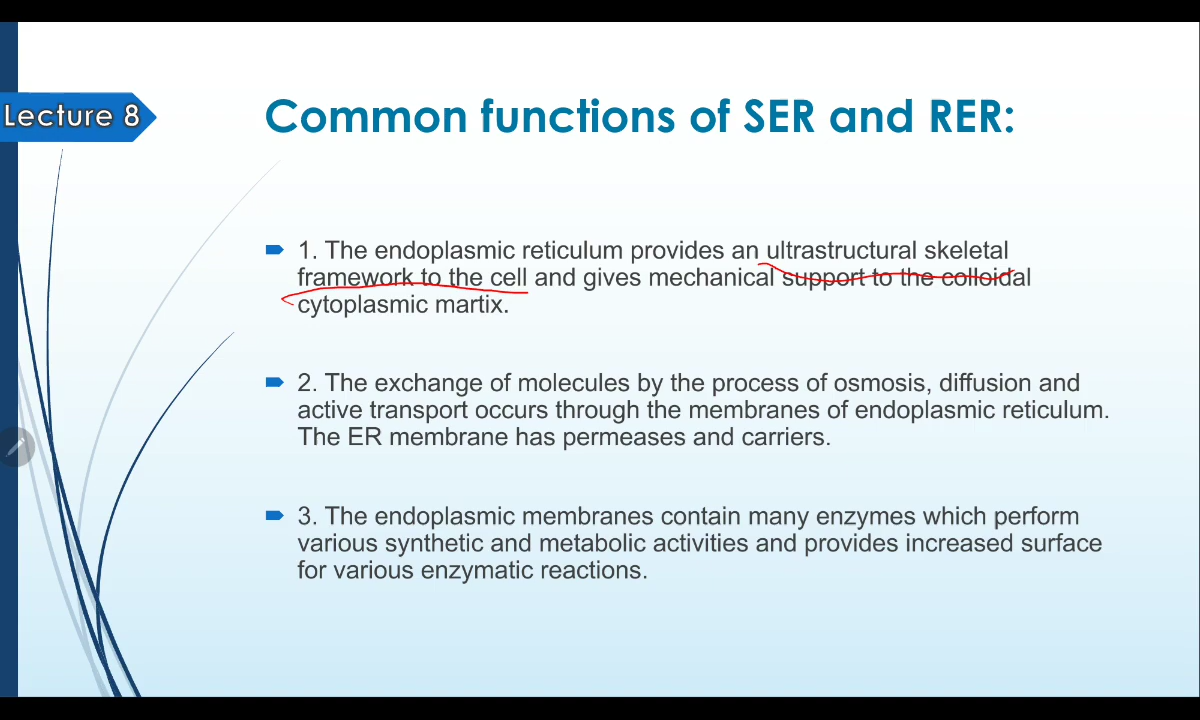 Lecture 8
Common functions of SER and RER:
1. The endoplasmic reticulum provides an ultrastructural skeletal
framework to the cell and gives mechanical support to the colloidal
cytoplasmic martix.
2. The exchange of molecules by the process of osmosis, diffusion and
active transport occurs through the membranes of endoplasmic reticulum.
The ER membrane has permeases and carriers.
3. The endoplasmic membranes contain many enzymes which perform
various synthetic and metabolic activities and provides increased surface
for various enzymatic reactions.